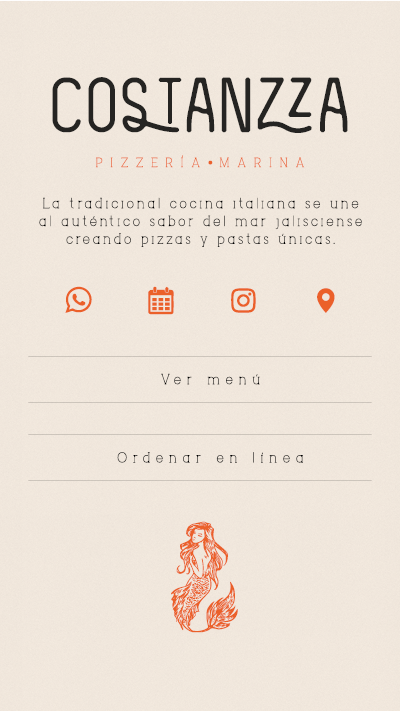 COSTANZZA
PIZZERÍA•MARINA
La tradicional cocina italiana se une
al auténtico sabor del mar jalisciense
creando pizzas y pastas únicas.
Ver menú
Ordenar en línea